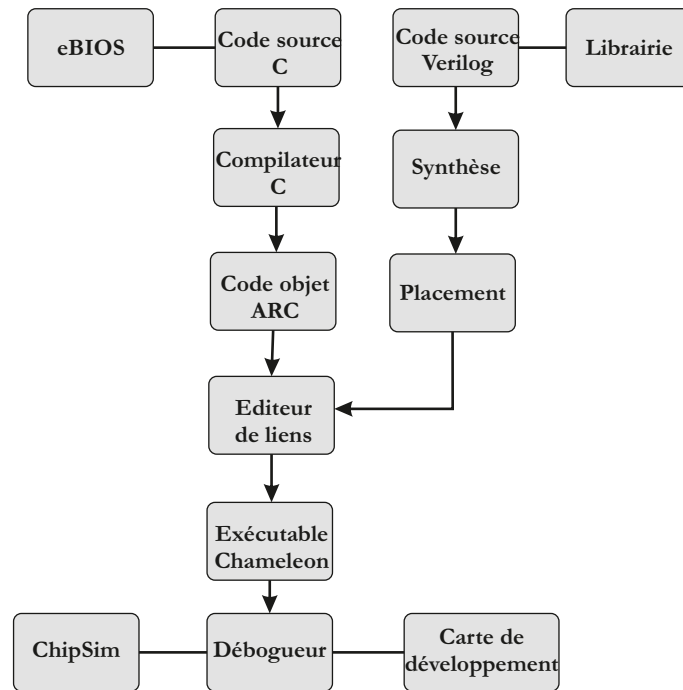 eBIOS
Code source
C
Code source
Verilog
Librairie
Compilateur
C
Synthèse
Code objet
ARC
Placement
Editeur
de liens
Exécutable
Chameleon
ChipSim
Débogueur
Carte de
développement